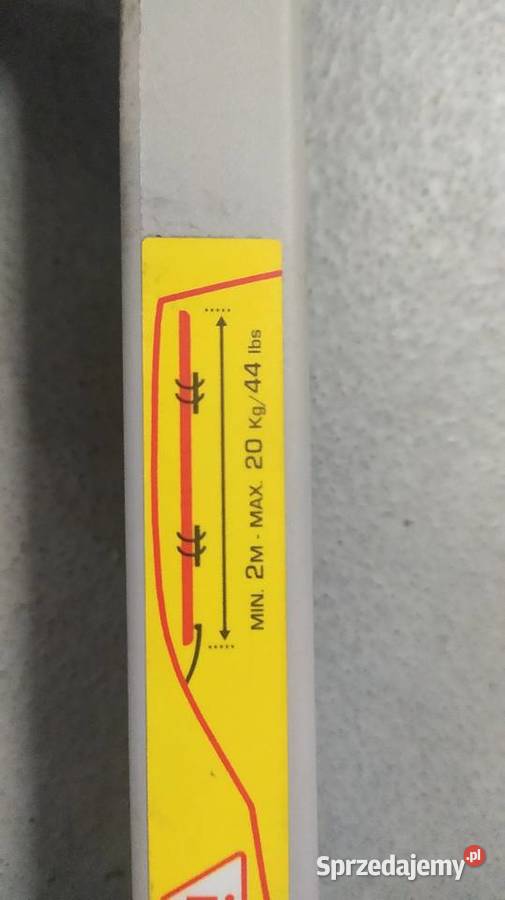 MIN. 2M - MAX. 20 Kg/44 lbs
Sprzedajemy.pl